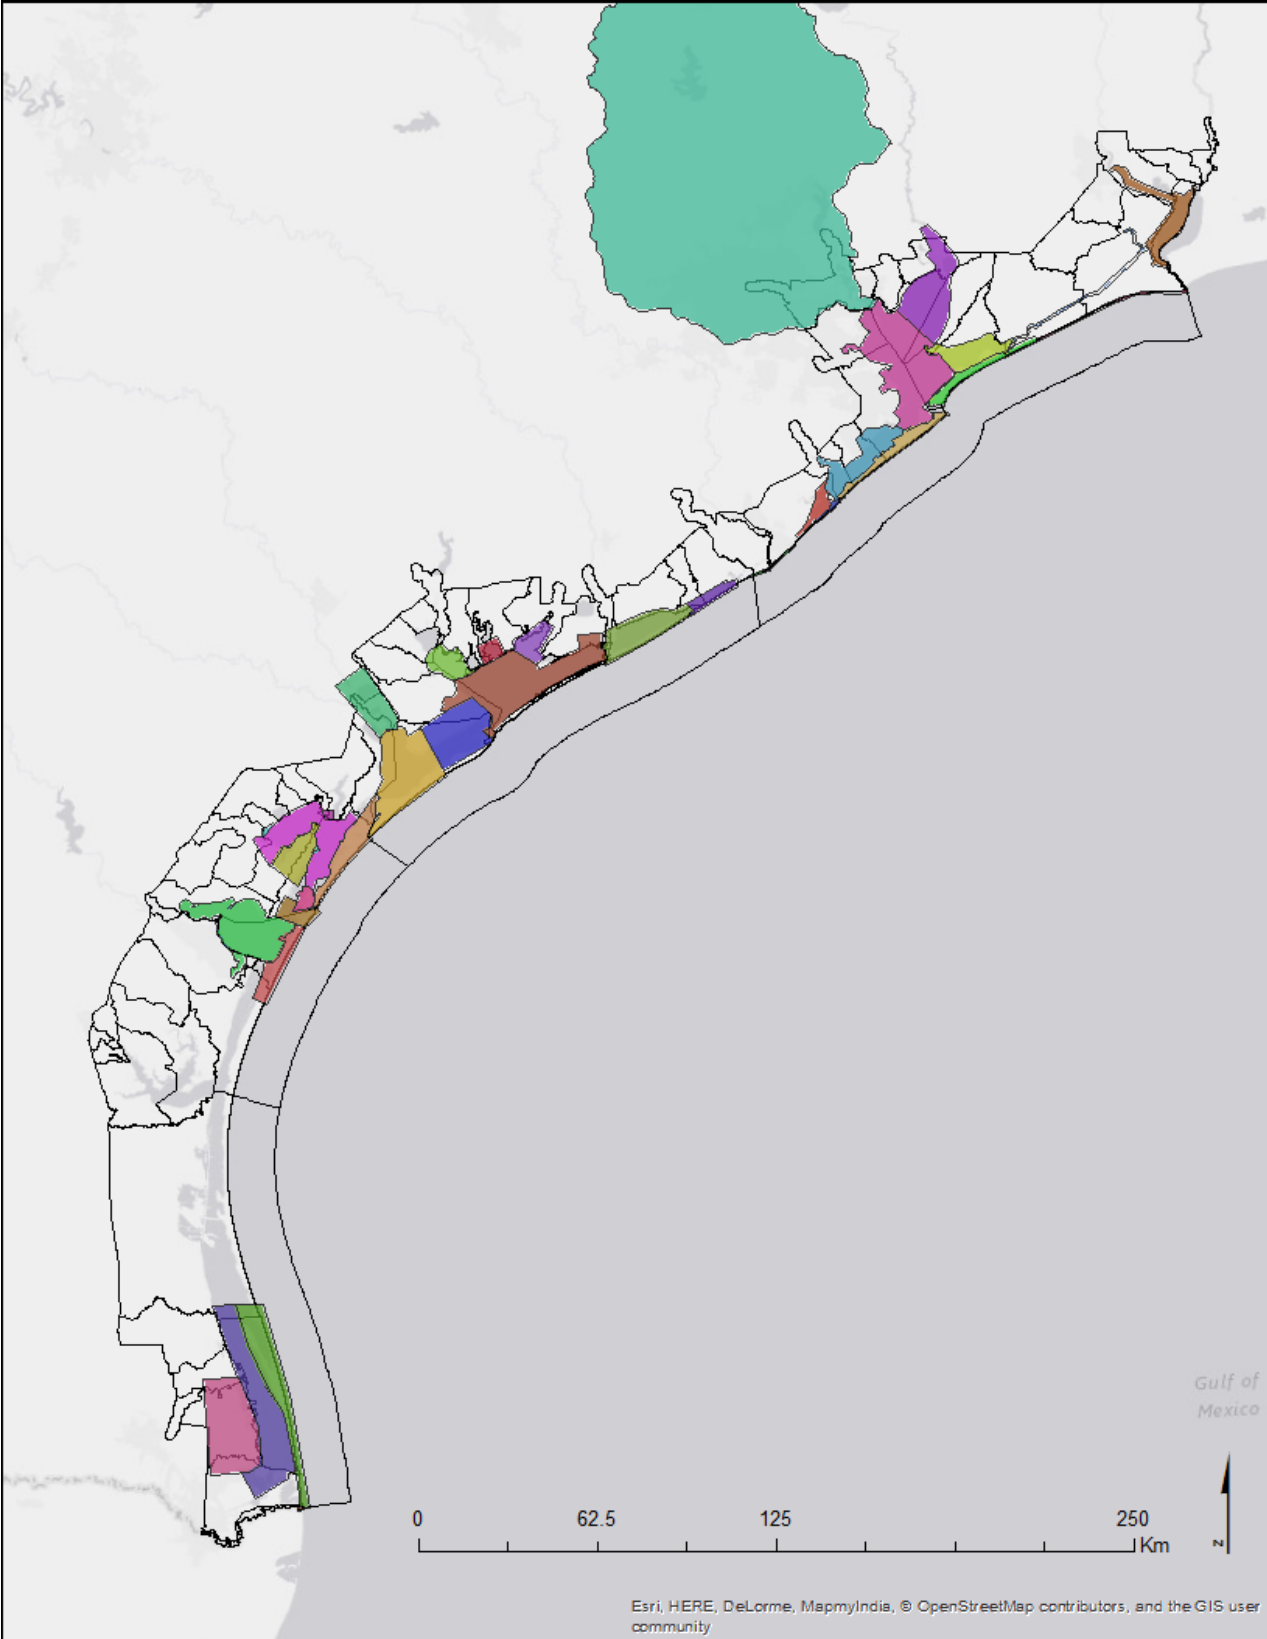 Gulf of
Mexico
0 62.5 125 250
Km
N
Esri, HERE, DeLorme, MapmyIndia, © OpenStreetMap contributors, and the GIS user
community